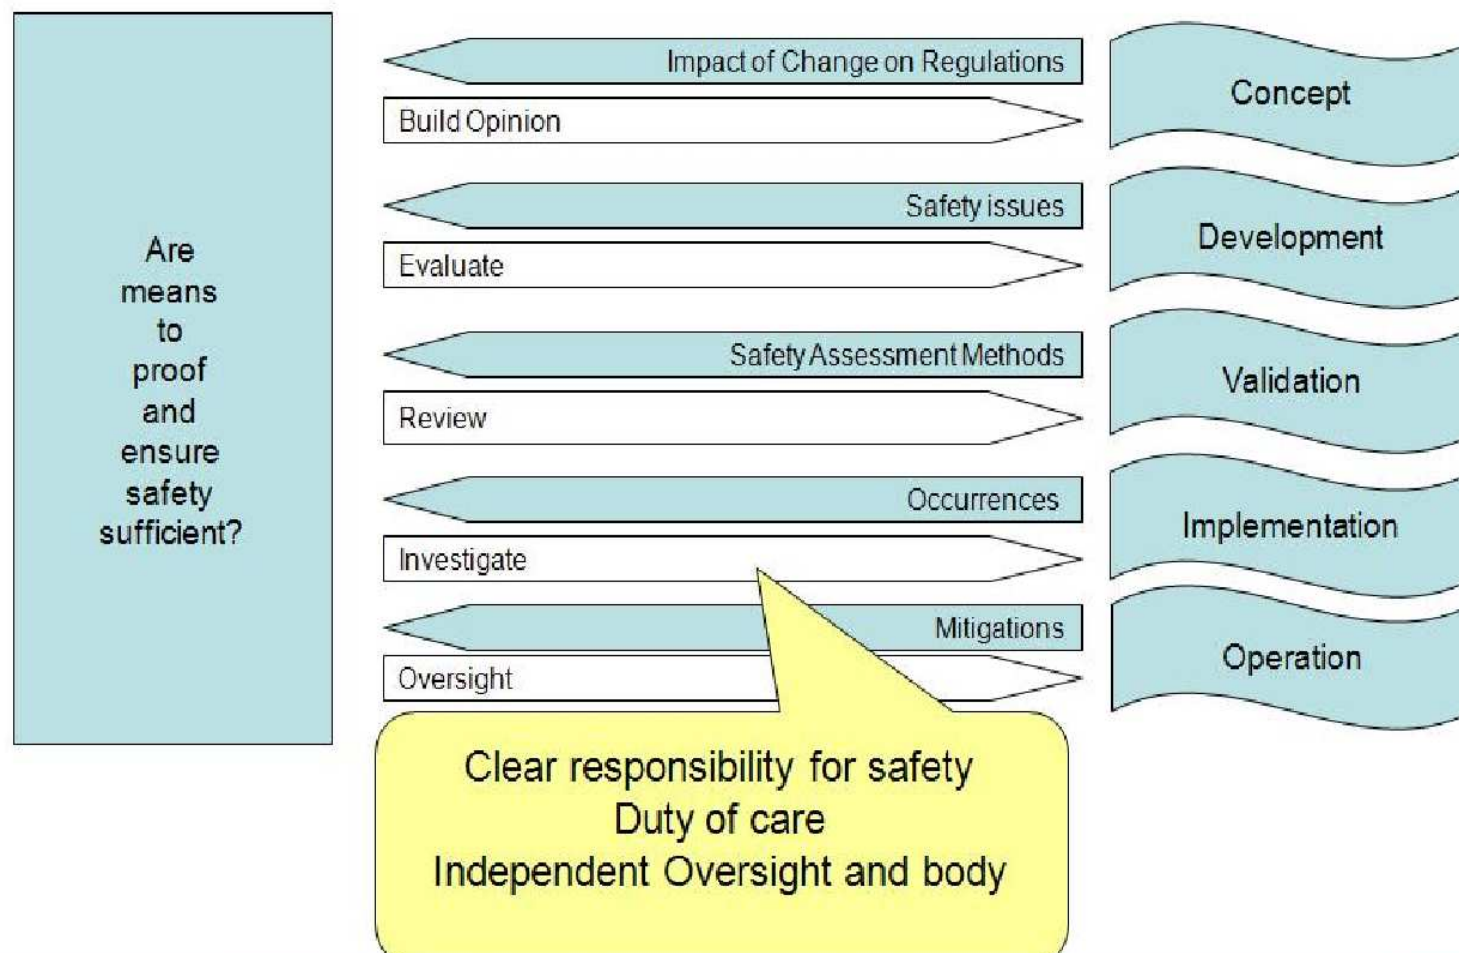 Are
means
to
proof
and
ensure
safety
sufficient?
Impact of Change on Regulations
Build Opinion
Concept
Safety issues
Evaluate
Development
Safety Assessment Methods
Review
Validation
Occurrences
Investigate
Implementation
Mitigations
Oversight
Operation
Clear responsibility for safety
Duty of care
Independent Oversight and body